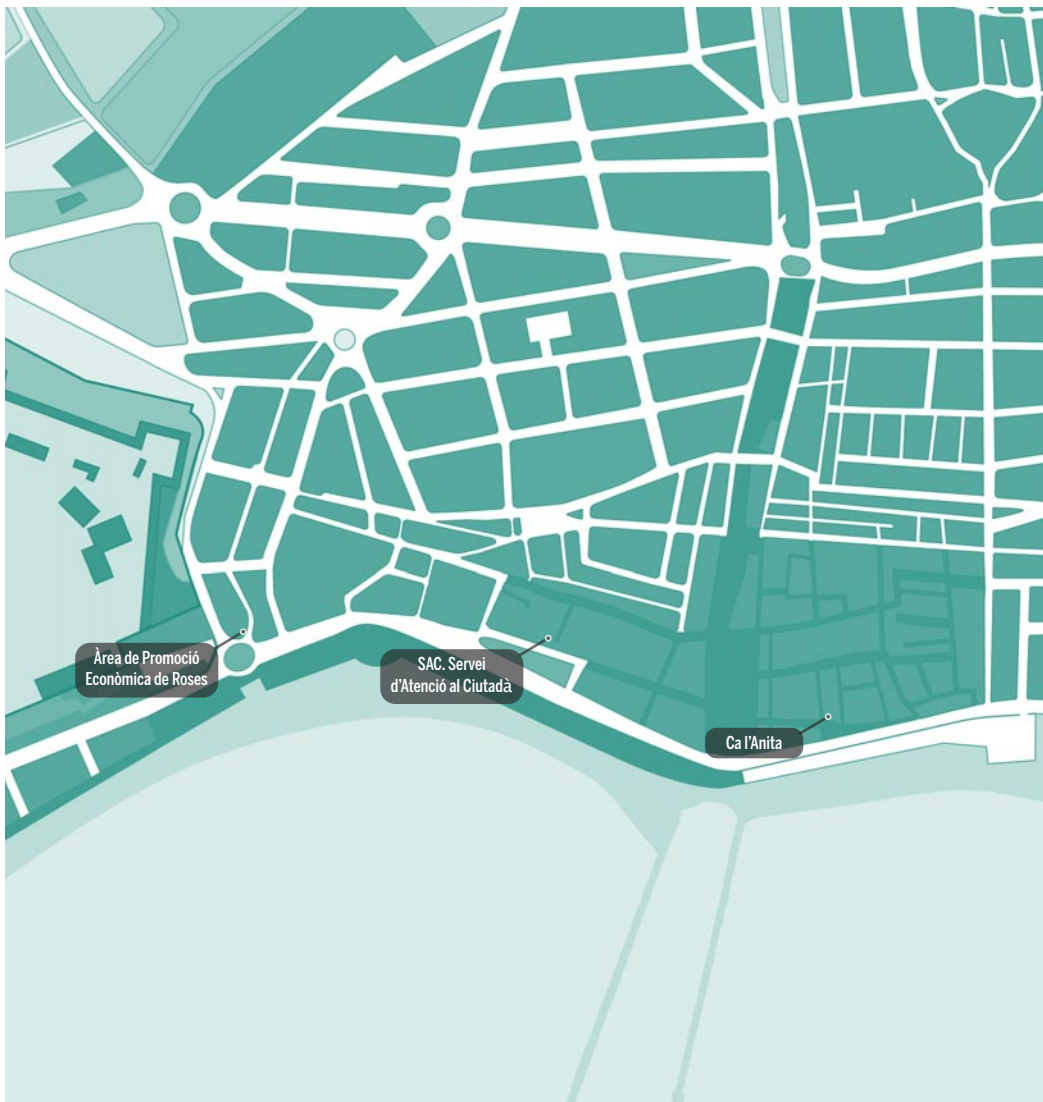 Àrea de Promoció
Econòmica de Roses
SAC. Servei
d'Atenció al Ciutadà
Ca l'Anita